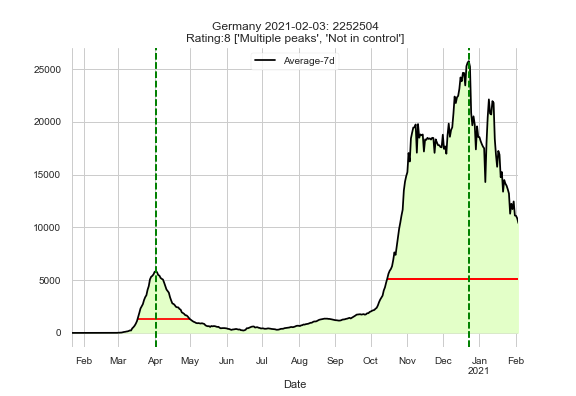 Germany 2021-02-03: 2252504
Rating:8 ['Multiple peaks', 'Not in control']
Average-7d
25000
20000
15000
10000
5000
0
Feb Mar Apr May Jun Jul Aug Sep Oct Nov Dec Jan Feb
2021
Date